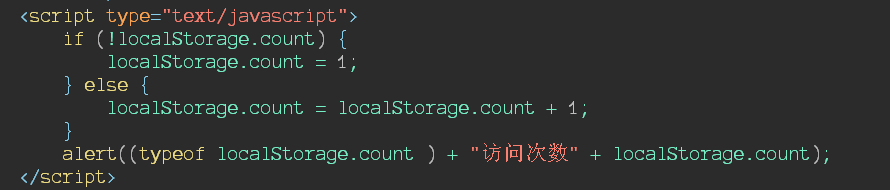 <script type="text/javascript">
    if (!localStorage.count) {
        localStorage.count = 1;
    } else {
        localStorage.count = localStorage.count + 1;
    }
    alert((typeof localStorage.count ) + "访问次数" + localStorage.count);
</script>